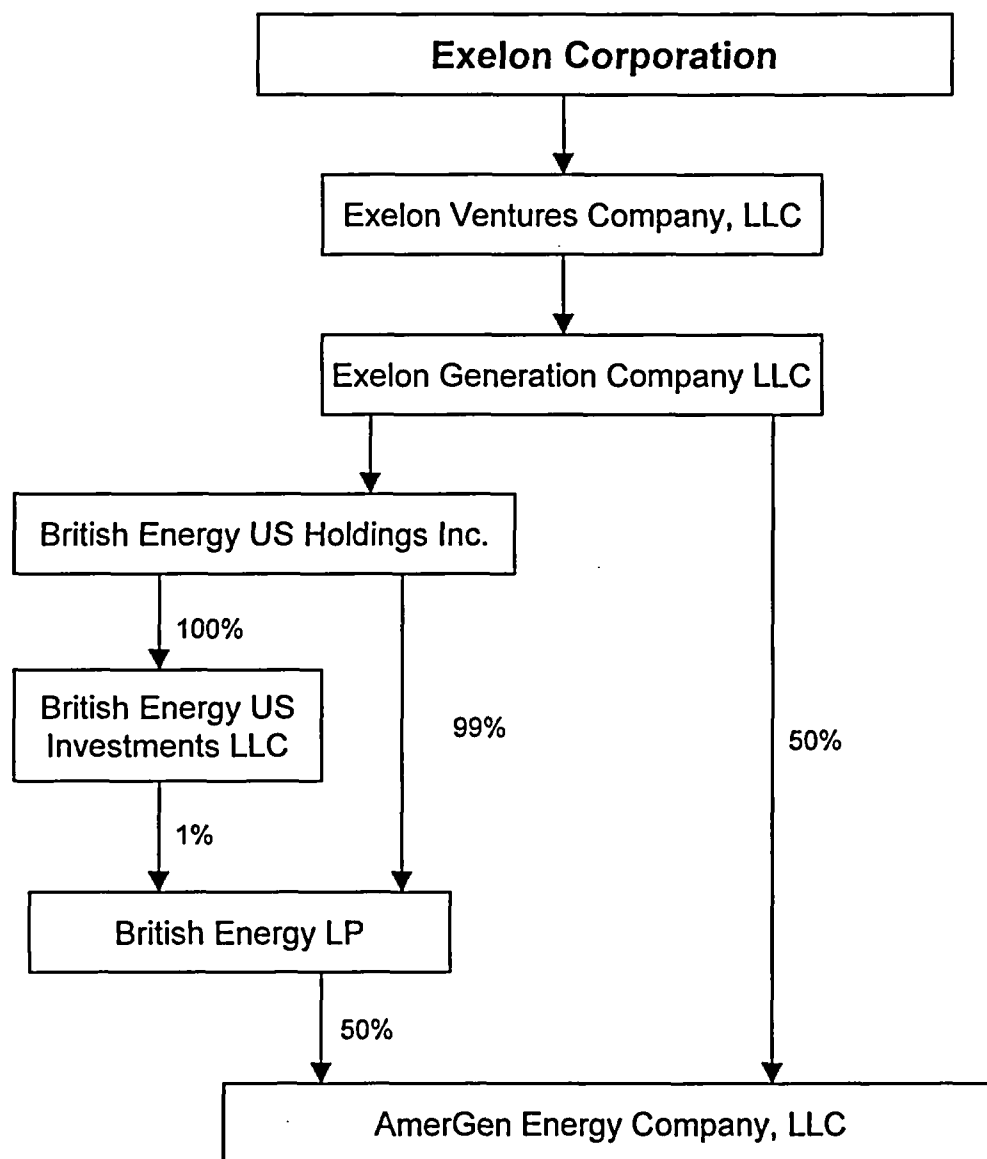 Exelon Corporation
Exelon Ventures Company, LLC
Exelon Generation Company LLC
British Energy US Holdings Inc.
100%
British Energy US
Investments LLC
99%
50%
1%
British Energy LP
50%
AmerGen Energy Company, LLC